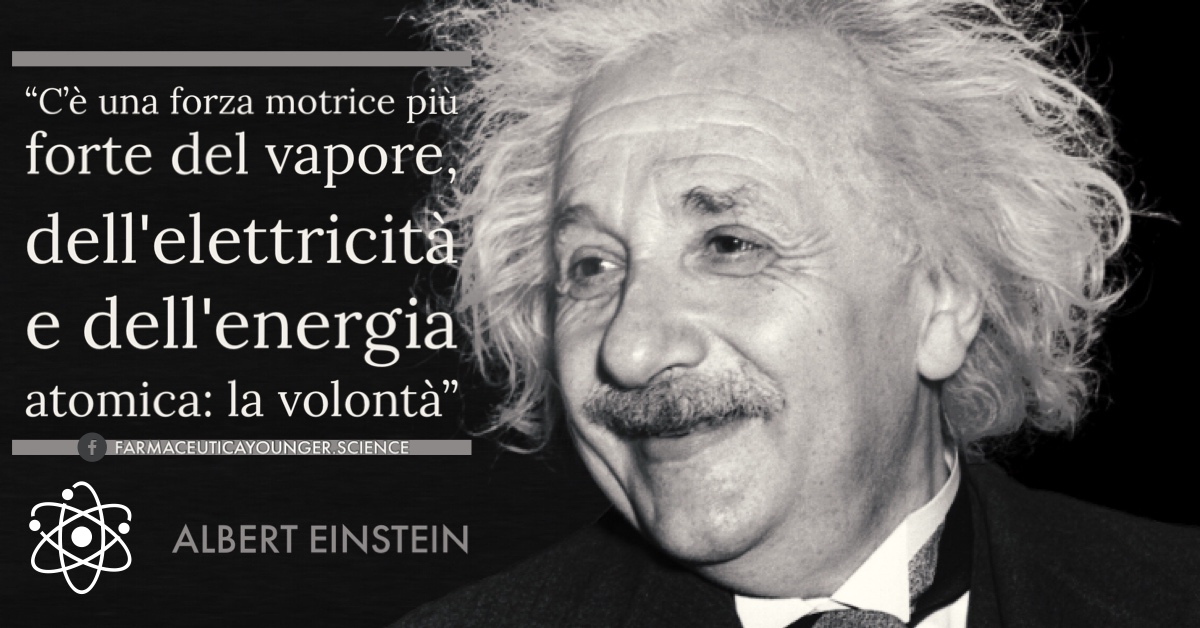 “C’è una forza motrice più
forte del vapore,
dell'elettricità
e dell'energia
atomica: la volontà”
FARMACEUTICAYOUNGER.SCIENCE
ALBERT EINSTEIN